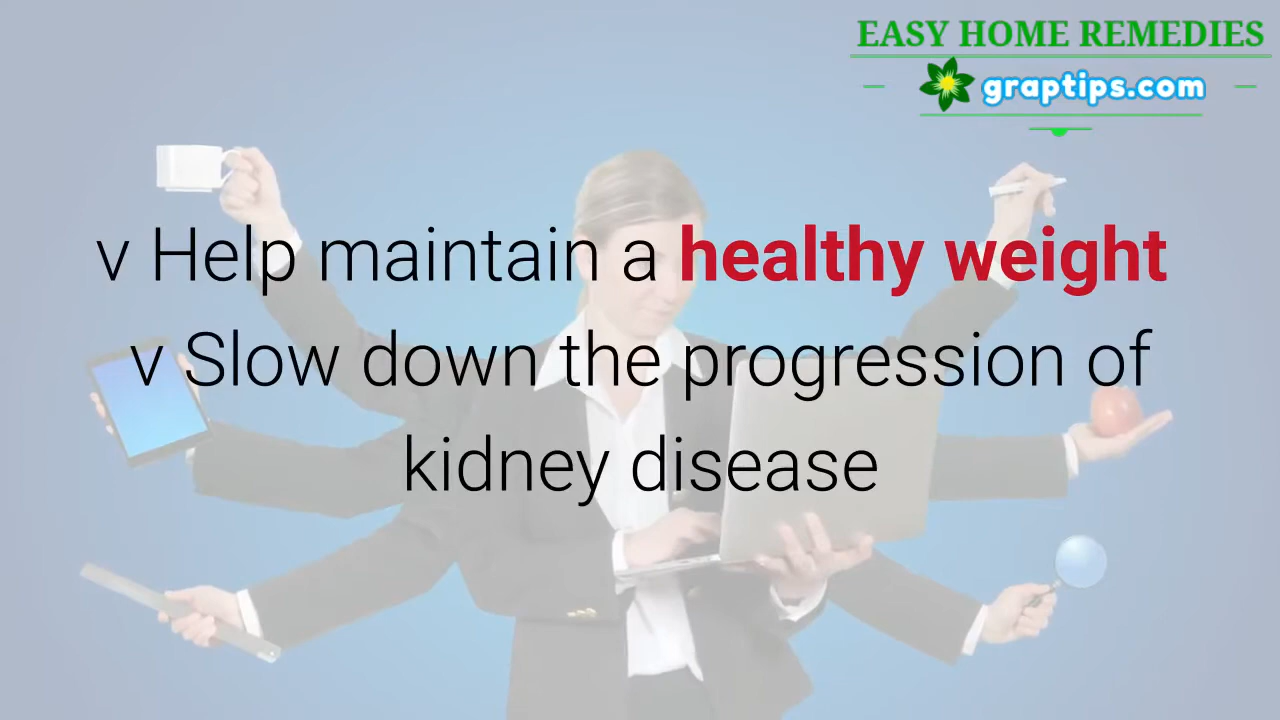 EASY HOME REMEDIES
graptips.com
v Help maintain a healthy weight
v Slow down the progression of
kidney disease